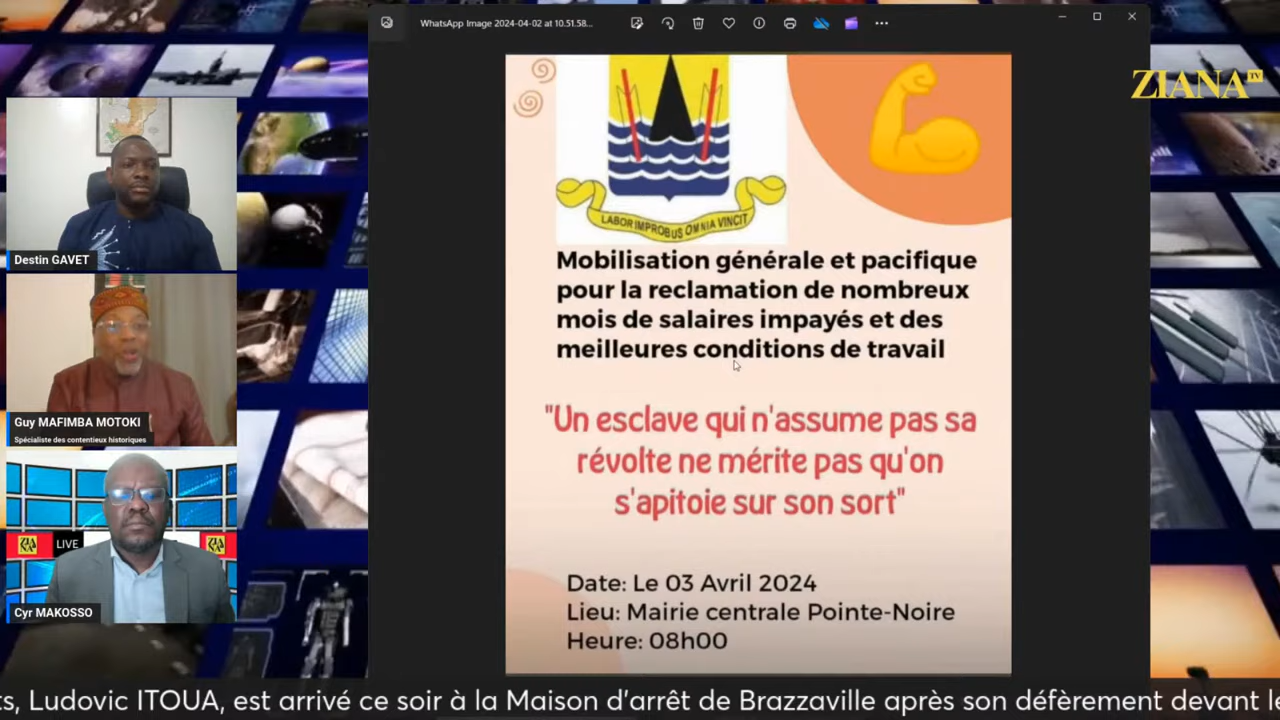 WhatsApp Image 2024-04-02 at 10.51.58...
ZIANA TV
LABOR IMPROBUS OMNIA VINCIT
Mobilisation générale et pacifique
pour la reclamation de nombreux
mois de salaires impayés et des
meilleures conditions de travail
"Un esclave qui n'assume pas sa
révolte ne mérite pas qu'on
s'apitoie sur son sort"
Date: Le 03 Avril 2024
Lieu: Mairie centrale Pointe-Noire
Heure: 08h00
Destin GAVET
Guy MAFIMBA MOTOKI
Spécialiste des contentieux historiques
LIVE
Cyr MAKOSSO
ts, Ludovic ITOUA, est arrivé ce soir à la Maison d'arrêt de Brazzaville après son défèrement devant le